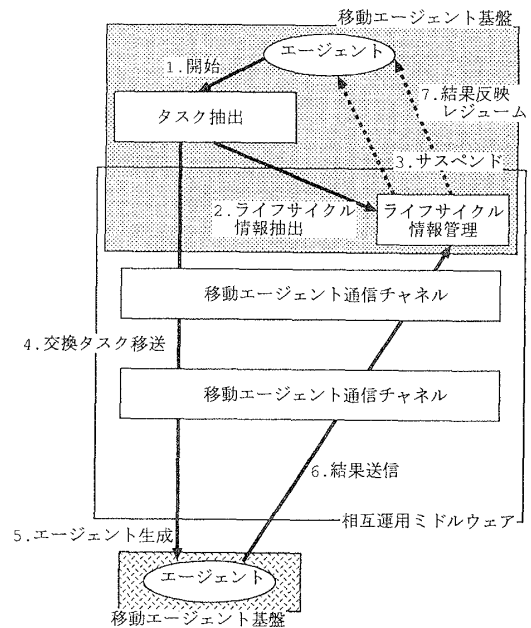 移動エージェント基盤
エージェント
1.開始
7.結果反映
レジューム
タスク抽出
3.サスペンド
2.ライフサイクル
情報抽出
ライフサイクル
情報管理
移動エージェント通信チャネル
4.交換タスク移送
移動エージェント通信チャネル
6.結果送信
相互運用ミドルウェア
5.エージェント生成
エージェント
移動エージェント基盤